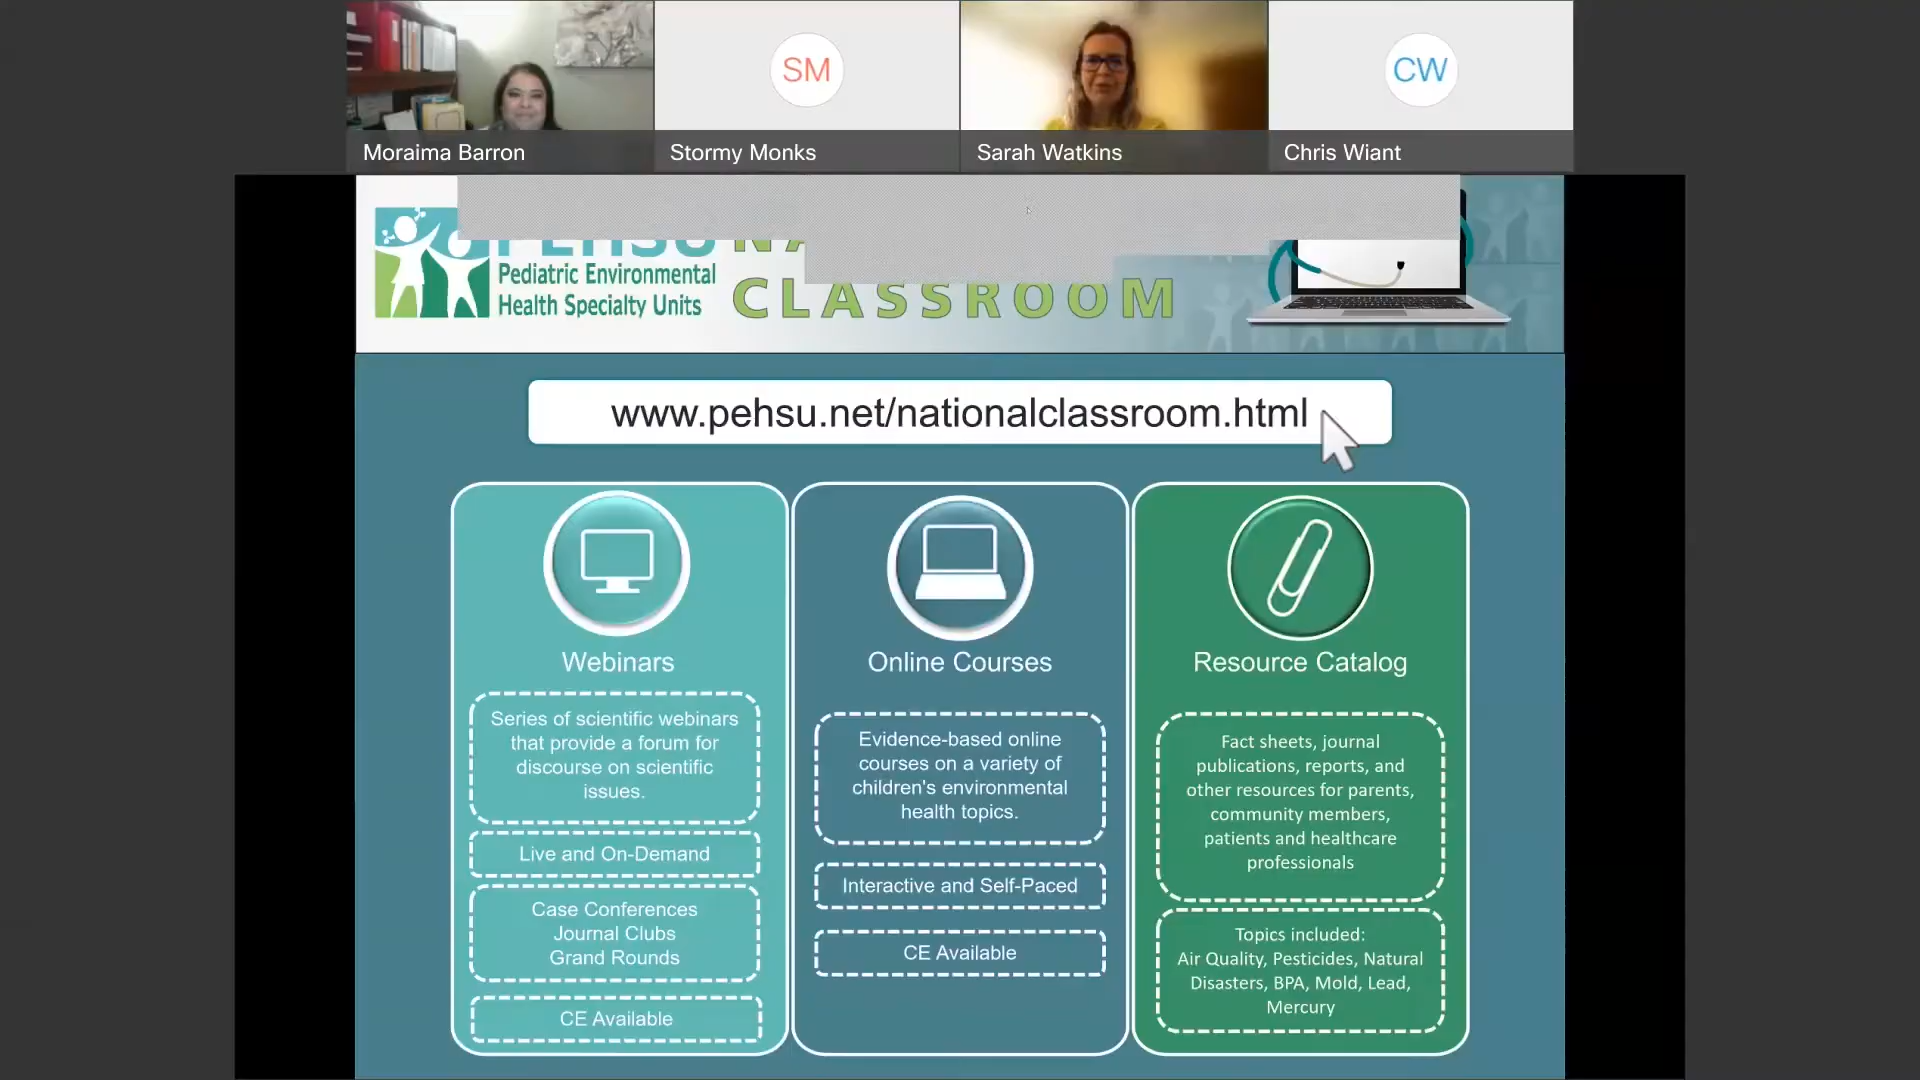 SM
CW
Moraima Barron
Stormy Monks
Sarah Watkins
Chris Wiant
PEHSU
Pediatric Environmental
Health Specialty Units
CLASSROOM
www.pehsu.net/nationalclassroom.html
Webinars
Series of scientific webinars
that provide a forum for
discourse on scientific
issues.
Live and On-Demand
Case Conferences
Journal Clubs
Grand Rounds
CE Available
Online Courses
Evidence-based online
courses on a variety of
children's environmental
health topics.
Interactive and Self-Paced
CE Available
Resource Catalog
Fact sheets, journal
publications, reports, and
other resources for parents,
community members,
patients and healthcare
professionals
Topics included:
Air Quality, Pesticides, Natural
Disasters, BPA, Mold, Lead,
Mercury